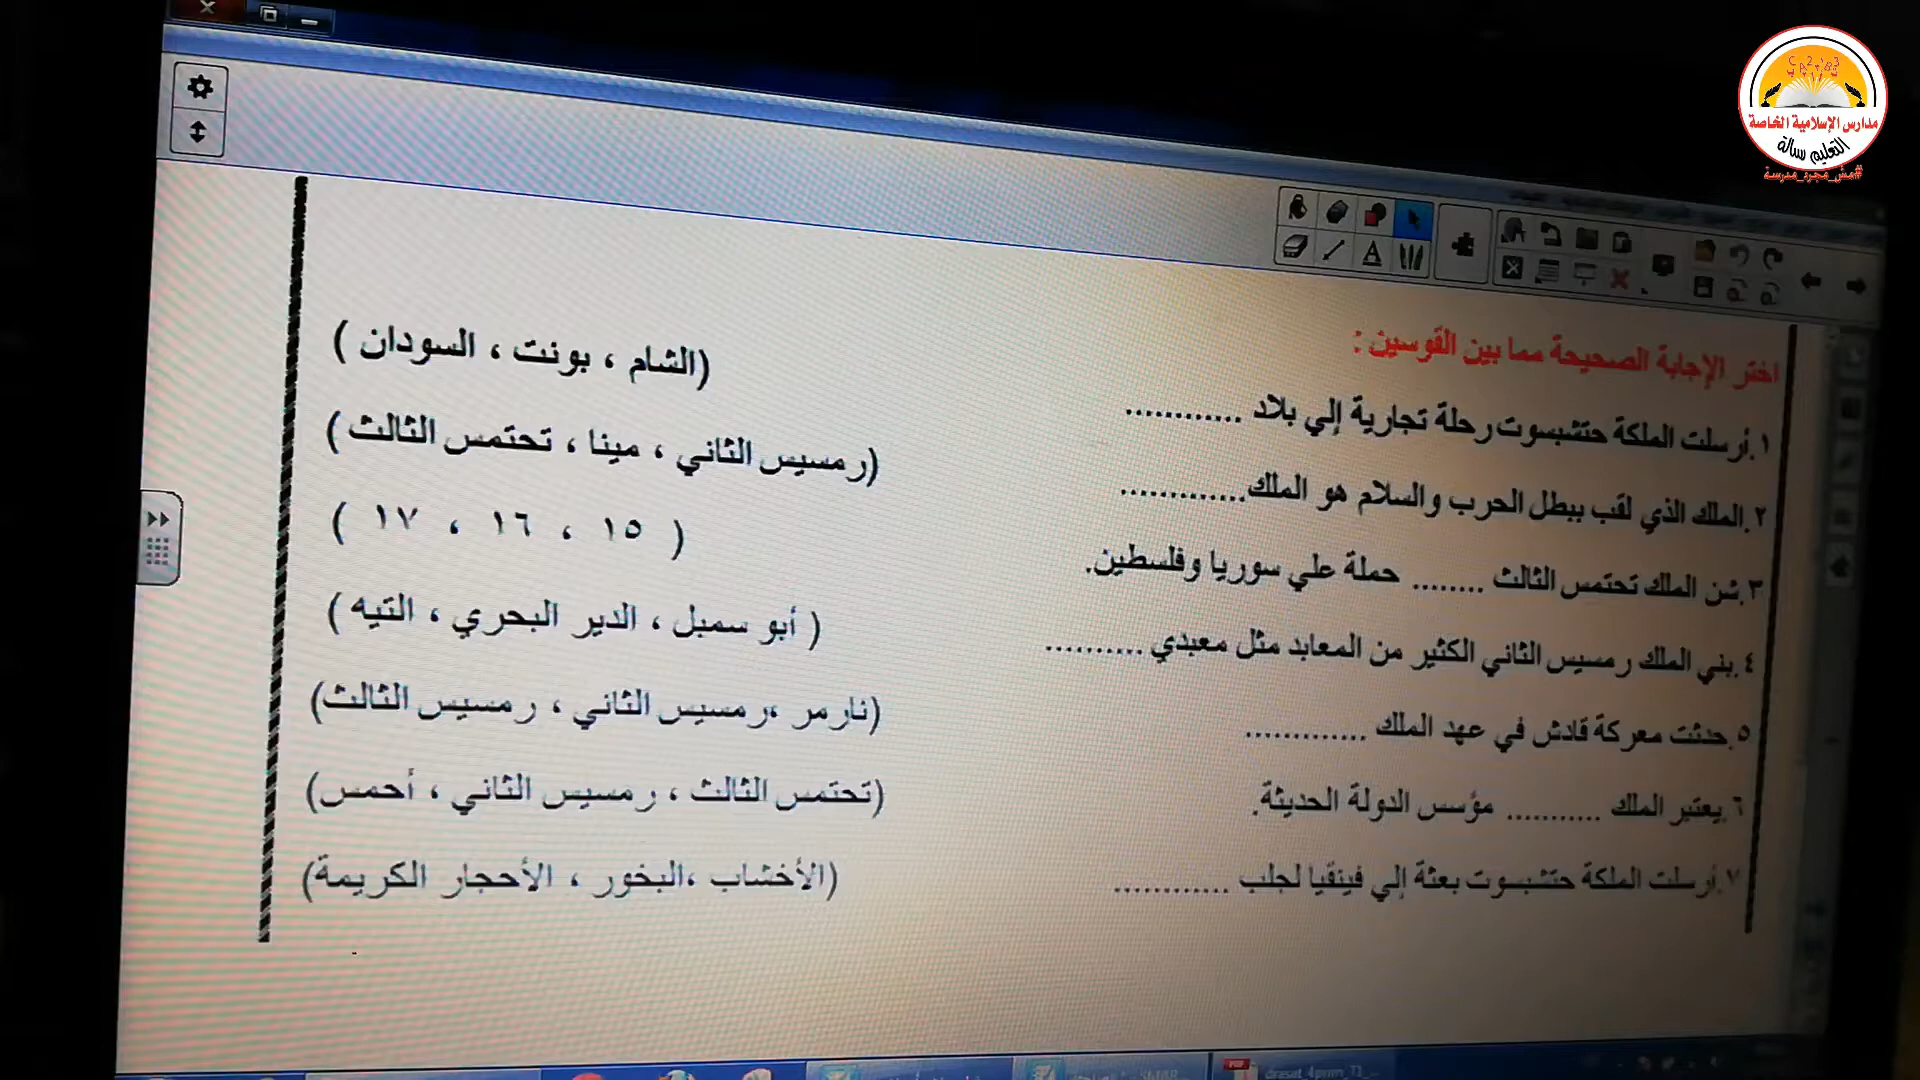 مدارس الإسلامية الخاصة
التعليم رسالة
#مش_مجرد_مدرسة
اختر الإجابة الصحيحة مما بين القوسين :
١.أرسلت الملكة حتشبسوت رحلة تجارية إلي بلاد ............ (الشام ، بونت ، السودان )
٢.الملك الذي لقب ببطل الحرب والسلام هو الملك............. (رمسيس الثاني ، مينا ، تحتمس الثالث )
٣.شن الملك تحتمس الثالث ........ حملة علي سوريا وفلسطين. ( ١٥ ، ١٦ ، ١٧ )
٤.بني الملك رمسيس الثاني الكثير من المعابد مثل معبدي .......... ( أبو سمبل ، الدير البحري ، التيه )
٥.حدثت معركة قادش في عهد الملك ............. (نارمر ،رمسيس الثاني ، رمسيس الثالث)
٦.يعتبر الملك .......... مؤسس الدولة الحديثة. (تحتمس الثالث ، رمسيس الثاني ، أحمس)
٧.أرسلت الملكة حتشبسوت بعثة إلي فينقيا لجلب ............ (الأخشاب ،البخور ، الأحجار الكريمة)